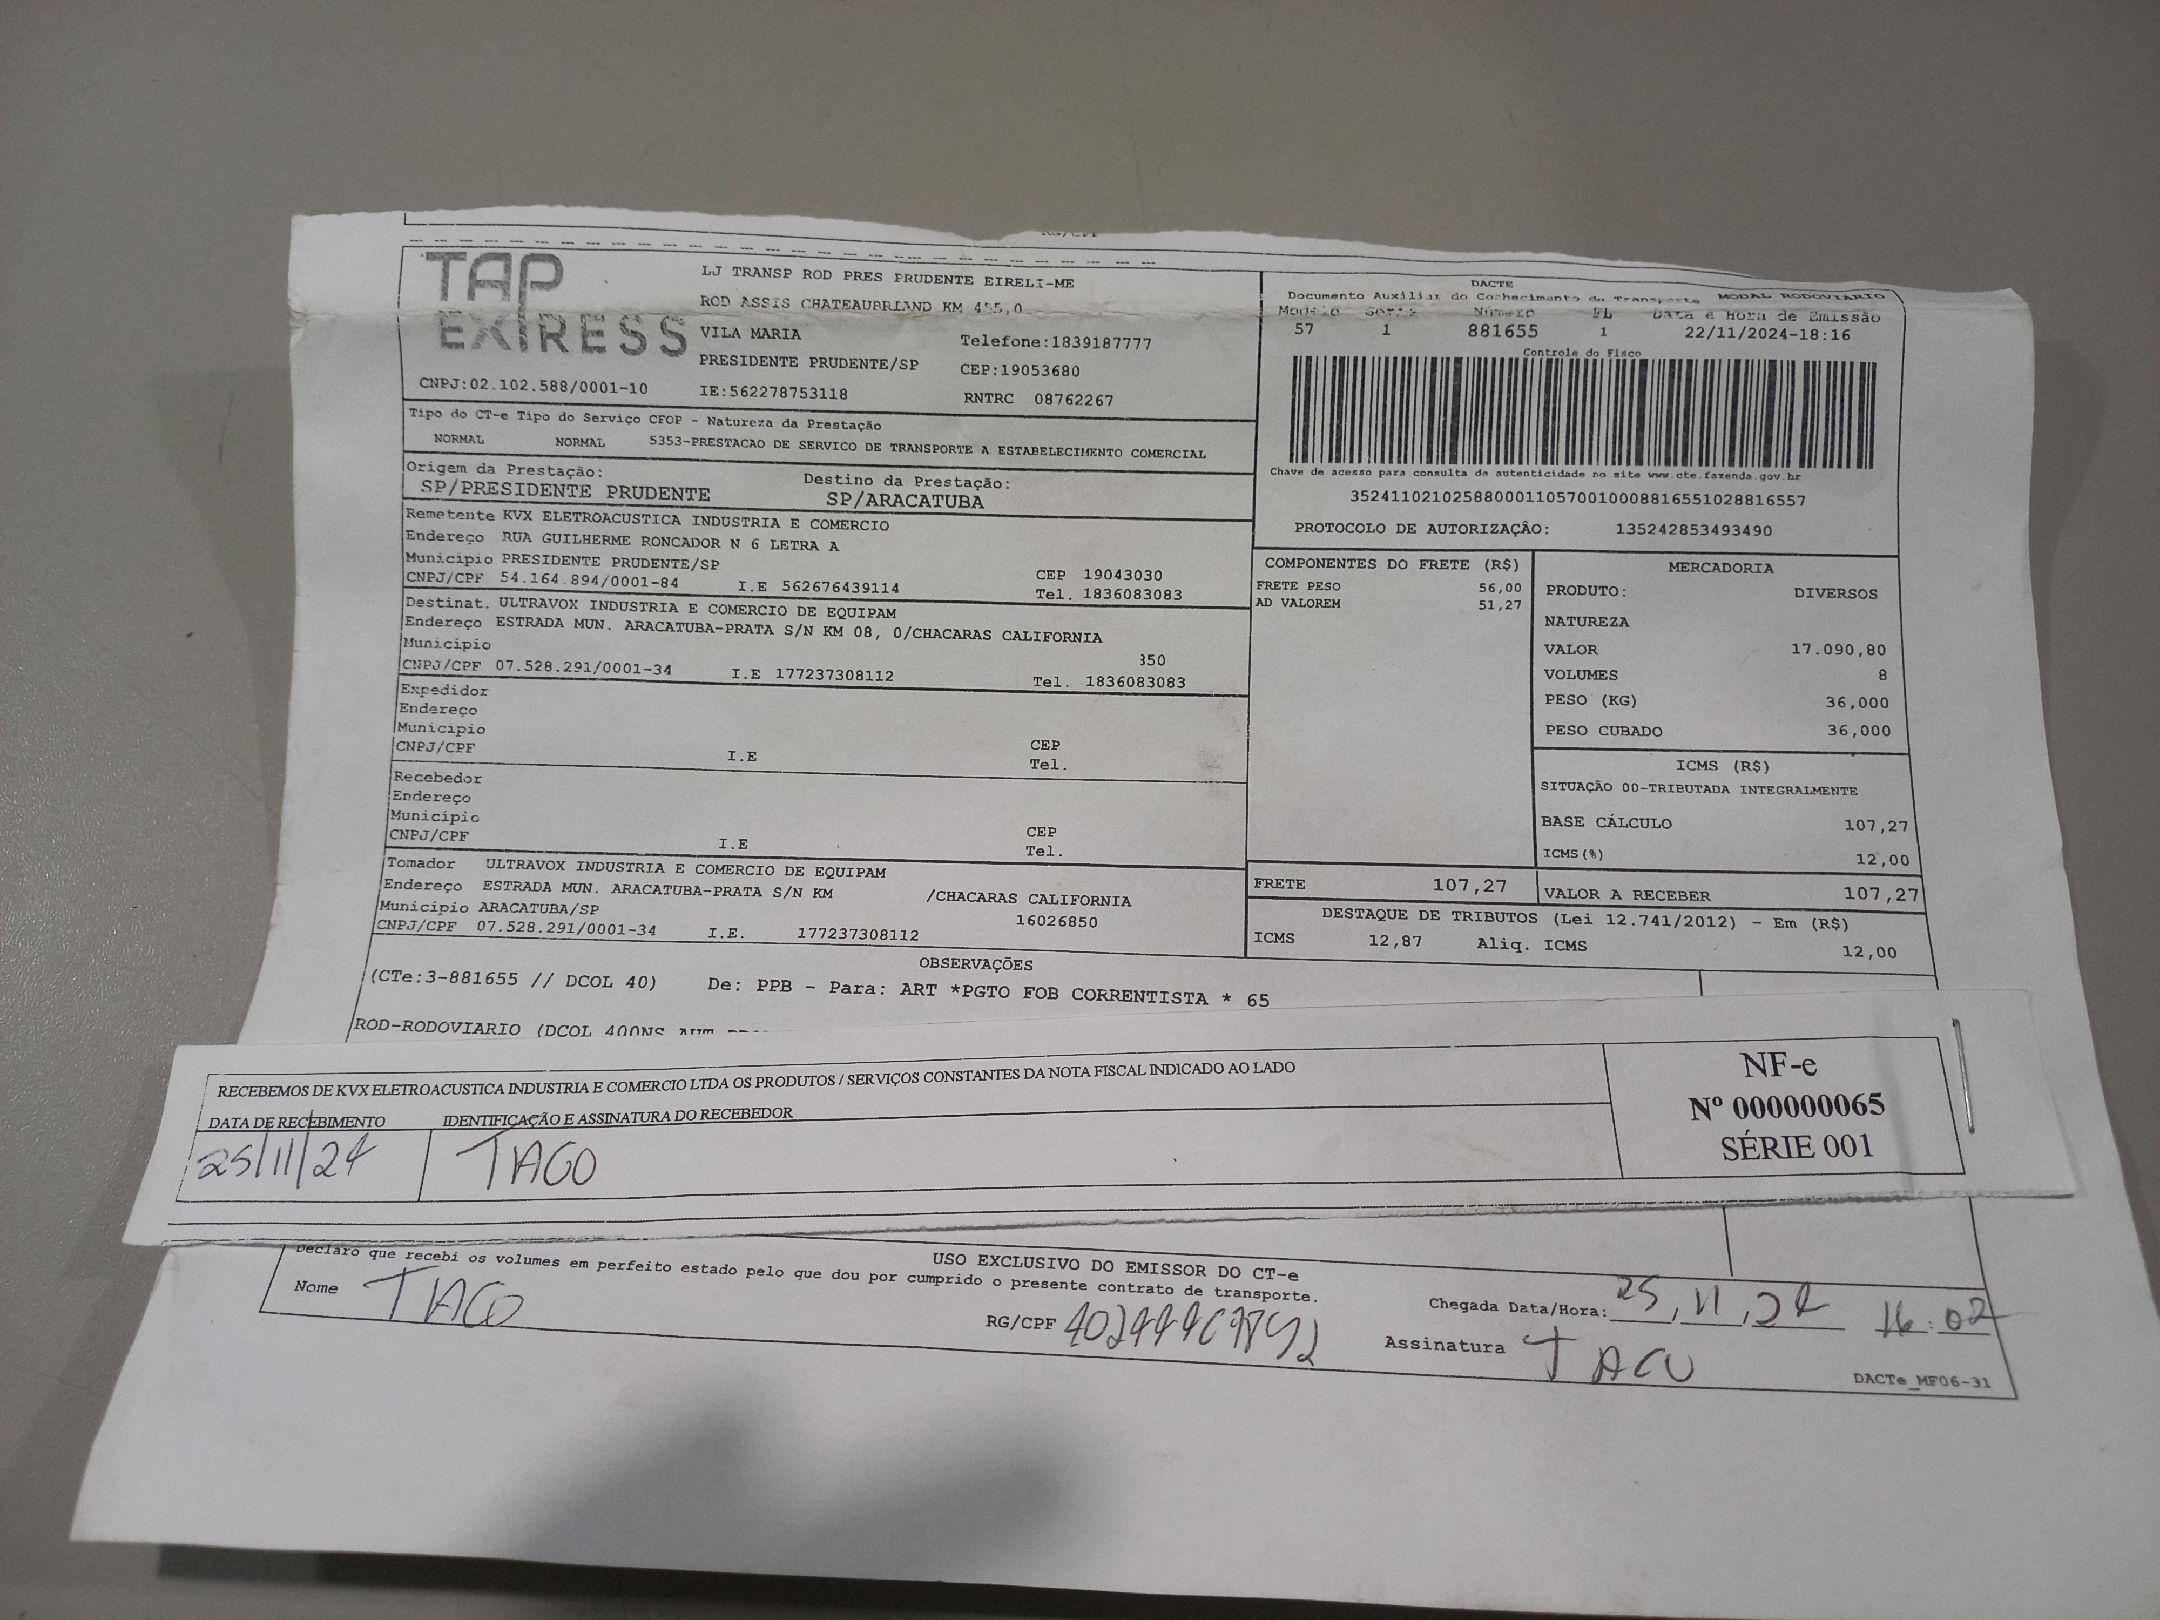 TAP EXPRESS
LJ TRANSP ROD PRES PRUDENTE EIRELI-ME
ROD ASSIS CHATEAUBRIAND KM 455,0
VILA MARIA Telefone:1839187777
PRESIDENTE PRUDENTE/SP CEP:19053680
CNPJ:02.102.588/0001-10 IE:562278753118 RNTRC 08762267
DACTE
Documento Auxiliar do Conhecimento de Transporte MODAL RODOVIARIO
Modelo Serie Número FL Data e Hora de Emissão
57 1 881655 1 22/11/2024-18:16
Controle do Fisco
Chave de acesso para consulta da autenticidade no site www.cte.fazenda.gov.br
35241102102588000110570010008816551028816557
PROTOCOLO DE AUTORIZAÇÃO: 135242853493490
Tipo do CT-e Tipo do Serviço CFOP - Natureza da Prestação
NORMAL NORMAL 5353-PRESTACAO DE SERVICO DE TRANSPORTE A ESTABELECIMENTO COMERCIAL
Origem da Prestação: Destino da Prestação:
SP/PRESIDENTE PRUDENTE SP/ARACATUBA
Remetente KVX ELETROACUSTICA INDUSTRIA E COMERCIO
Endereço RUA GUILHERME RONCADOR N 6 LETRA A
Município PRESIDENTE PRUDENTE/SP CEP 19043030
CNPJ/CPF 54.164.894/0001-84 I.E 562676439114 Tel. 1836083083
Destinat. ULTRAVOX INDUSTRIA E COMERCIO DE EQUIPAM
Endereço ESTRADA MUN. ARACATUBA-PRATA S/N KM 08, 0/CHACARAS CALIFORNIA
Município 350
CNPJ/CPF 07.528.291/0001-34 I.E 177237308112 Tel. 1836083083
Expedidor
Endereço
Município CEP
CNPJ/CPF I.E Tel.
Recebedor
Endereço
Município CEP
CNPJ/CPF I.E Tel.
Tomador ULTRAVOX INDUSTRIA E COMERCIO DE EQUIPAM
Endereço ESTRADA MUN. ARACATUBA-PRATA S/N KM /CHACARAS CALIFORNIA
Município ARACATUBA/SP 16026850
CNPJ/CPF 07.528.291/0001-34 I.E. 177237308112
COMPONENTES DO FRETE (R$)
FRETE PESO 56,00
AD VALOREM 51,27
MERCADORIA
PRODUTO: DIVERSOS
NATUREZA
VALOR 17.090,80
VOLUMES 8
PESO (KG) 36,000
PESO CUBADO 36,000
ICMS (R$)
SITUAÇÃO 00-TRIBUTADA INTEGRALMENTE
BASE CÁLCULO 107,27
ICMS(%) 12,00
FRETE 107,27 VALOR A RECEBER 107,27
DESTAQUE DE TRIBUTOS (Lei 12.741/2012) - Em (R$)
ICMS 12,87 Aliq. ICMS 12,00
OBSERVAÇÕES
(CTe:3-881655 // DCOL 40) De: PPB - Para: ART *PGTO FOB CORRENTISTA * 65
ROD-RODOVIARIO (DCOL
RECEBEMOS DE KVX ELETROACUSTICA INDUSTRIA E COMERCIO LTDA OS PRODUTOS / SERVIÇOS CONSTANTES DA NOTA FISCAL INDICADO AO LADO
DATA DE RECEBIMENTO IDENTIFICAÇÃO E ASSINATURA DO RECEBEDOR
25/11/24 TIAGO
NF-e
Nº 000000065
SÉRIE 001
USO EXCLUSIVO DO EMISSOR DO CT-e
Declaro que recebi os volumes em perfeito estado pelo que dou por cumprido o presente contrato de transporte.
Nome TIAGO RG/CPF Chegada Data/Hora: 25, 11, 24 16:02
Assinatura TIAGO
DACTe_MF06-31